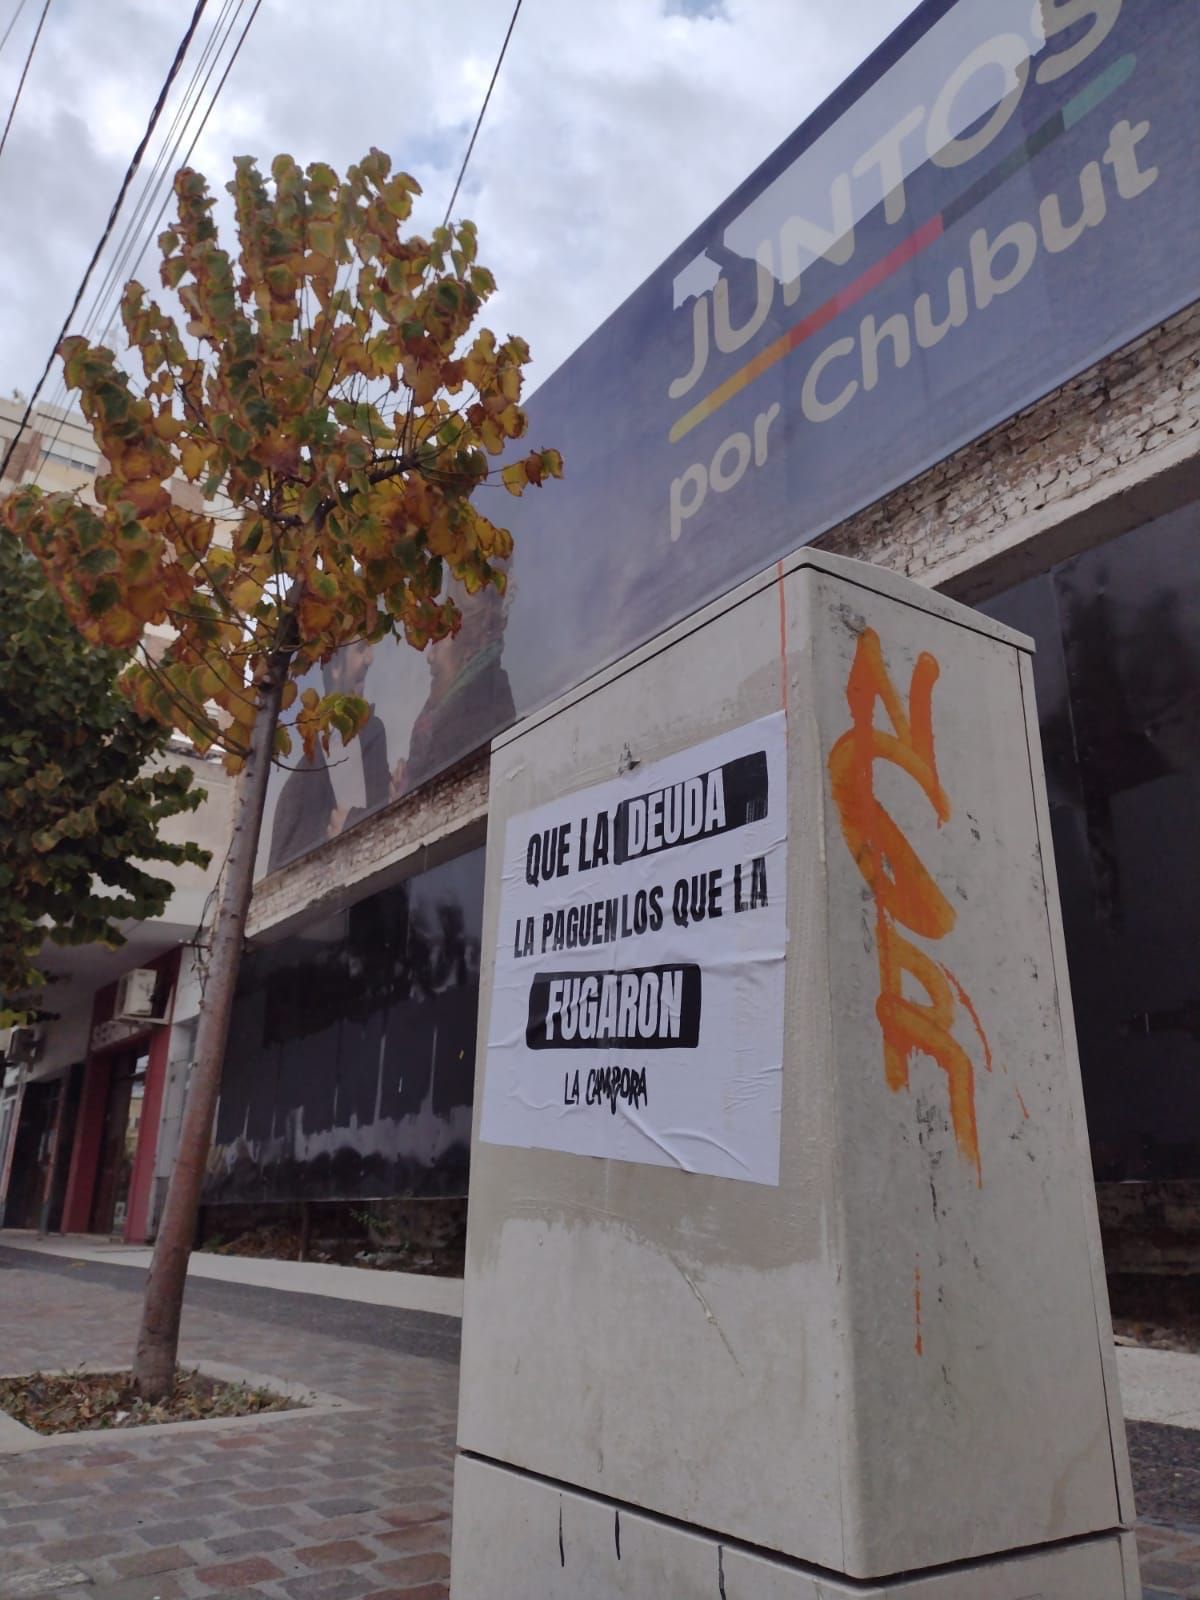 JUNTOS
por Chubut
QUE LA DEUDA
LA PAGUEN LOS QUE LA
FUGARON
LA CAMPORA